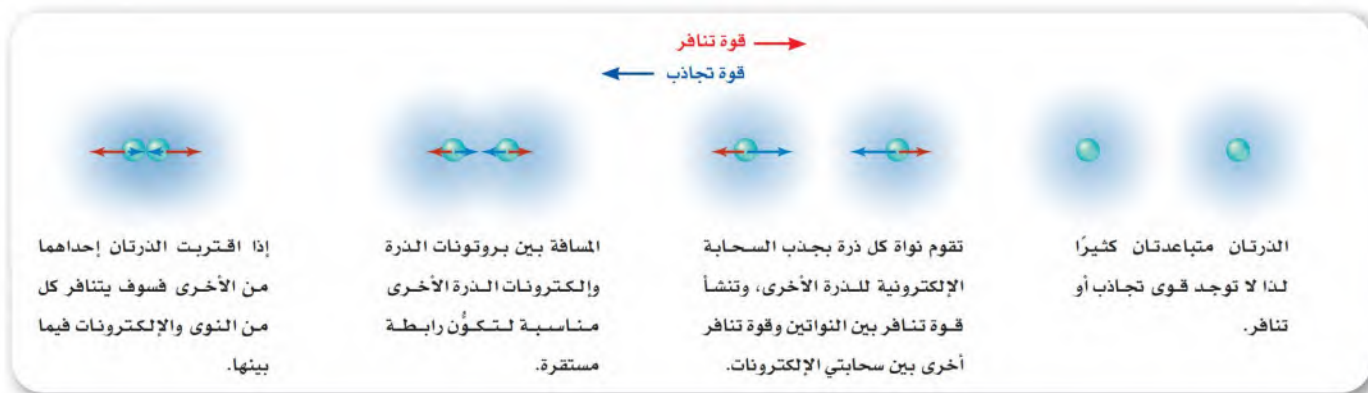 قوة تنافر
قوة تجاذب
الذرتان متباعدتان كثيرًا
لذا لا توجد قوى تجاذب أو
تنافر.
تقوم نواة كل ذرة بجذب السحابة
الإلكترونية للذرة الأخرى، وتنشأ
قوة تنافر بين النواتين وقوة تنافر
أخرى بين سحابتي الإلكترونات.
المسافة بين بروتونات الذرة
وإلكترونات الذرة الأخرى
مناسبة لتكوُّن رابطة
مستقرة.
إذا اقتربت الذرتان إحداهما
من الأخرى فسوف يتنافر كل
من النوى والإلكترونات فيما
بينها.